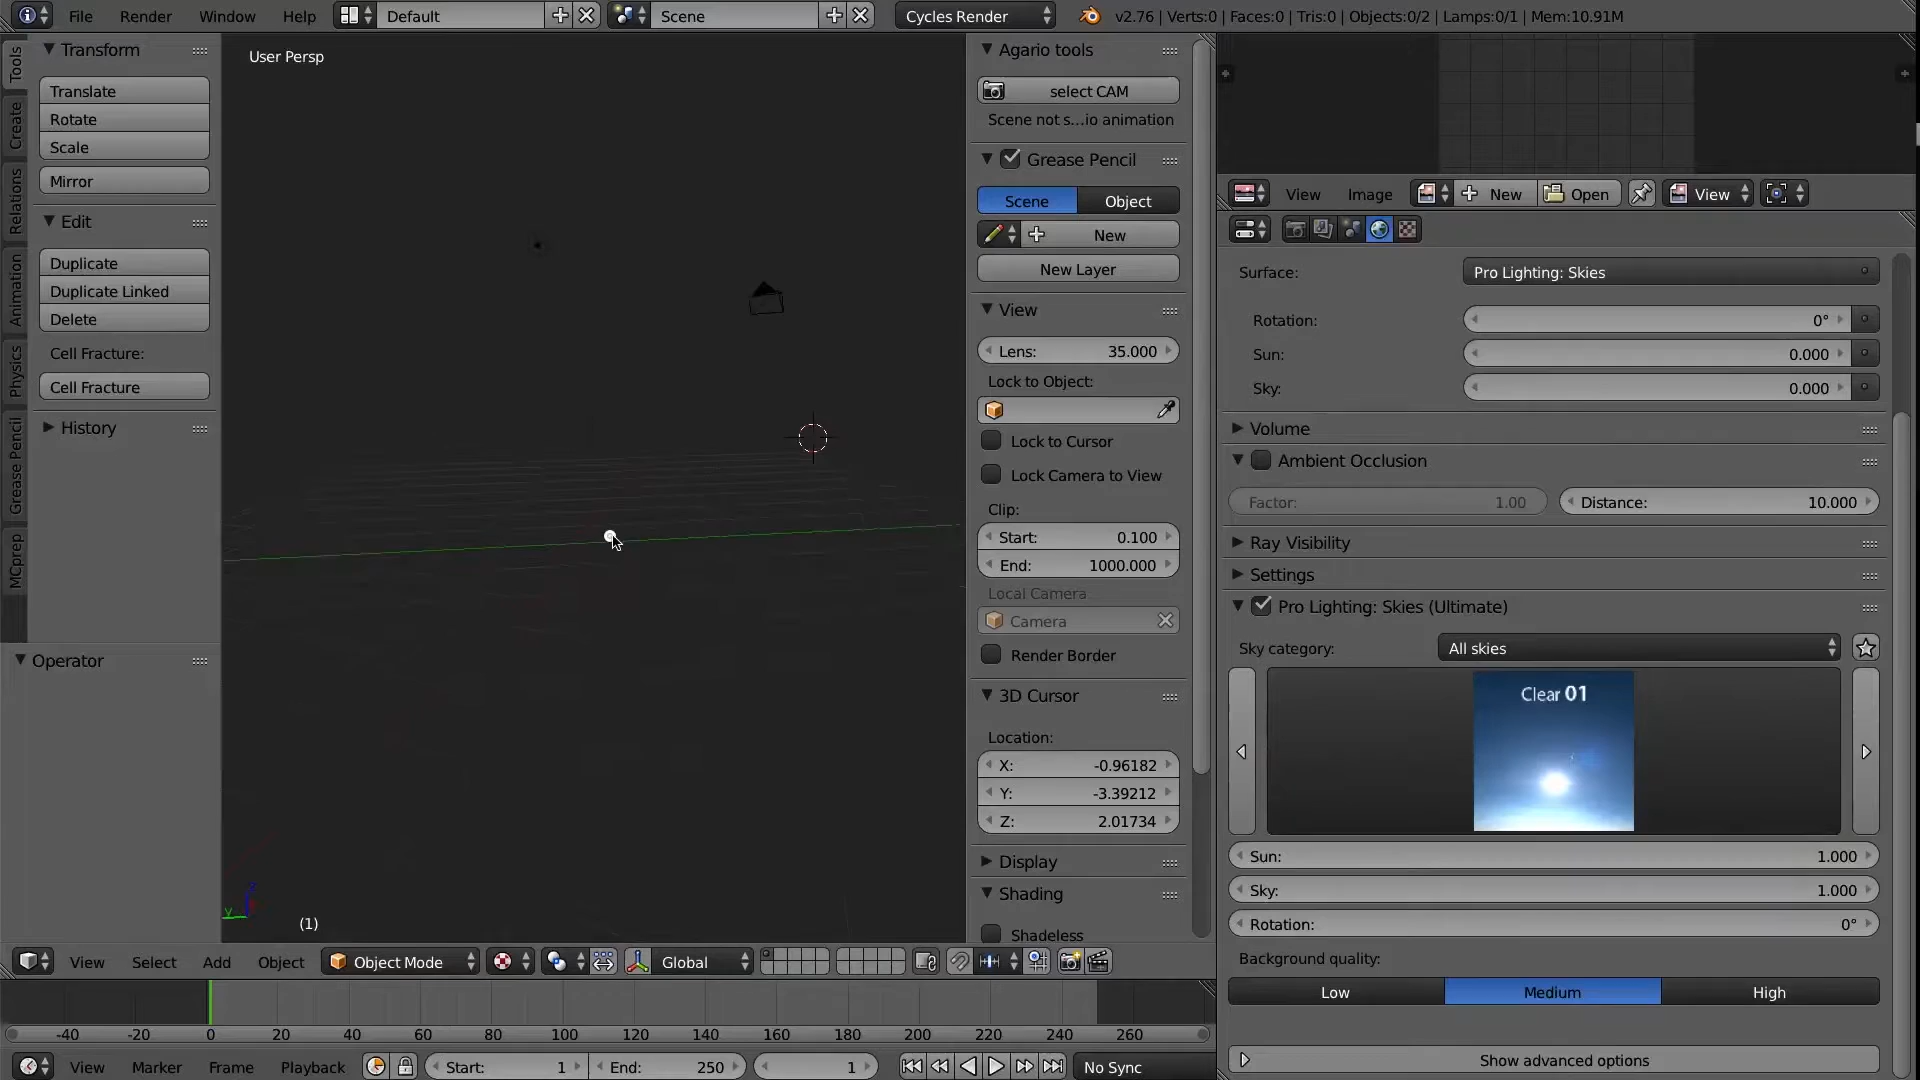 File Render Window Help Default Scene Cycles Render v2.76 | Verts:0 | Faces:0 | Tris:0 | Objects:0/2 | Lamps:0/1 | Mem:10.91M
Tools
Create
Relations
Animation
Physics
Grease Pencil
MCprep
Transform
Translate
Rotate
Scale
Mirror
Edit
Duplicate
Duplicate Linked
Delete
Cell Fracture:
Cell Fracture
History
Operator
User Persp
(1)
Agario tools
select CAM
Scene not s...io animation
Grease Pencil
Scene Object
New
New Layer
View
Lens: 35.000
Lock to Object:
Lock to Cursor
Lock Camera to View
Clip:
Start: 0.100
End: 1000.000
Local Camera
Camera
Render Border
3D Cursor
Location:
X: -0.96182
Y: -3.39212
Z: 2.01734
Display
Shading
Shadeless
View Image New Open View
Surface: Pro Lighting: Skies
Rotation: 0°
Sun: 0.000
Sky: 0.000
Volume
Ambient Occlusion
Factor: 1.00 Distance: 10.000
Ray Visibility
Settings
Pro Lighting: Skies (Ultimate)
Sky category: All skies
Clear 01
Sun: 1.000
Sky: 1.000
Rotation: 0°
Background quality:
Low Medium High
Show advanced options
View Select Add Object Object Mode Global
-40 -20 0 20 40 60 80 100 120 140 160 180 200 220 240 260
View Marker Frame Playback Start: 1 End: 250 1 No Sync